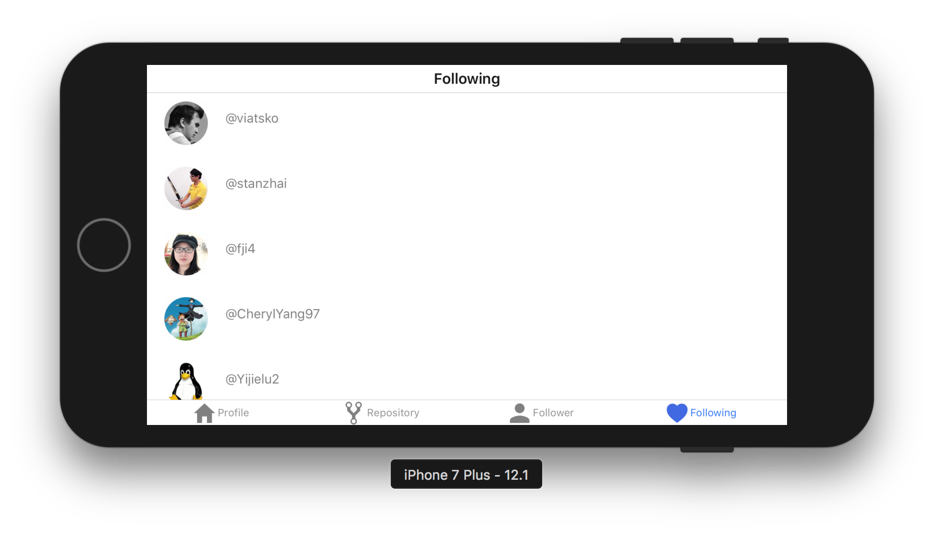 Following
@viatsko
@stanzhai
@fji4
@CherylYang97
@Yijielu2
Profile Repository Follower Following
iPhone 7 Plus - 12.1